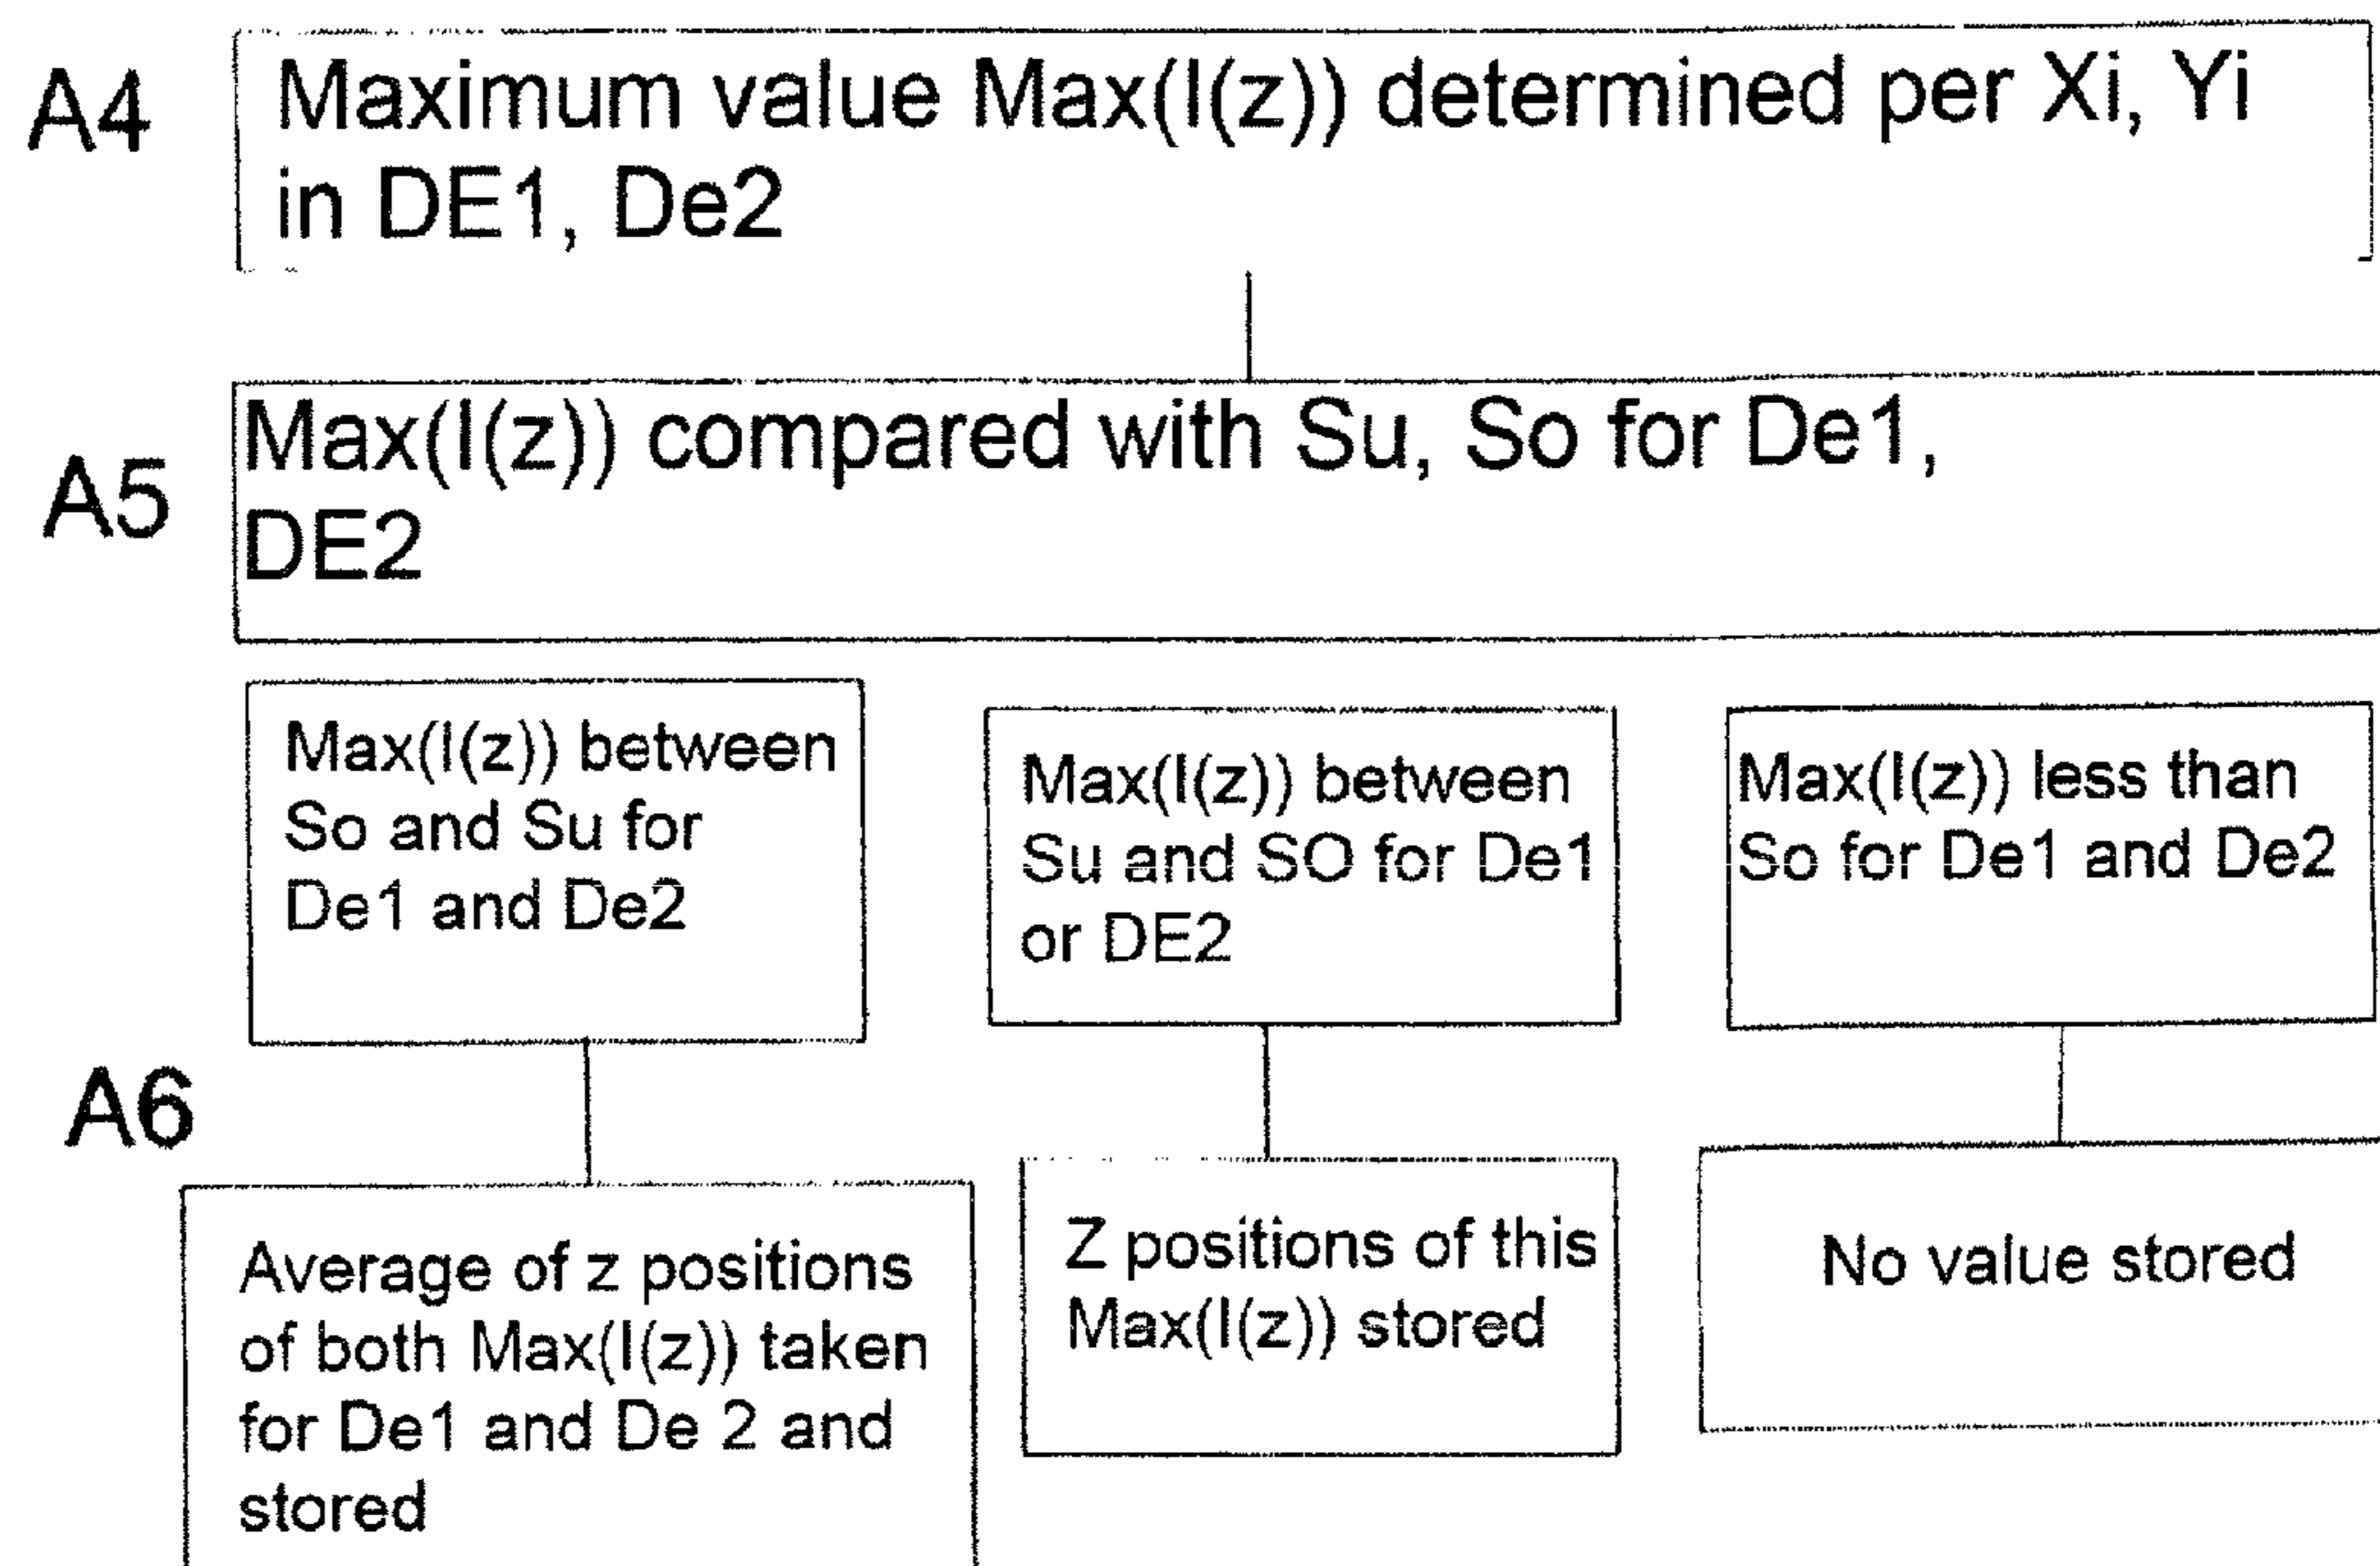 A4
Maximum value Max(I(z)) determined per Xi, Yi
in DE1, De2
A5
Max(I(z)) compared with Su, So for De1,
DE2
Max(I(z)) between
So and Su for
De1 and De2
Max(I(z)) between
Su and SO for De1
or DE2
Max(I(z)) less than
So for De1 and De2
A6
Average of z positions
of both Max(I(z)) taken
for De1 and De 2 and
stored
Z positions of this
Max(I(z)) stored
No value stored